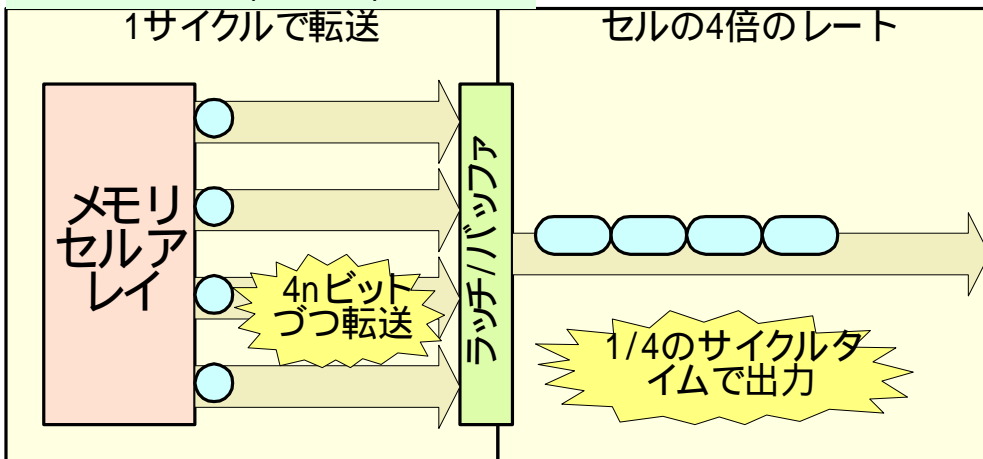 1サイクルで転送
セルの4倍のレート
メモリ
セルア
レイ
4nビット
づつ転送
ラッチ/バッファ
1/4のサイクルタ
イムで出力